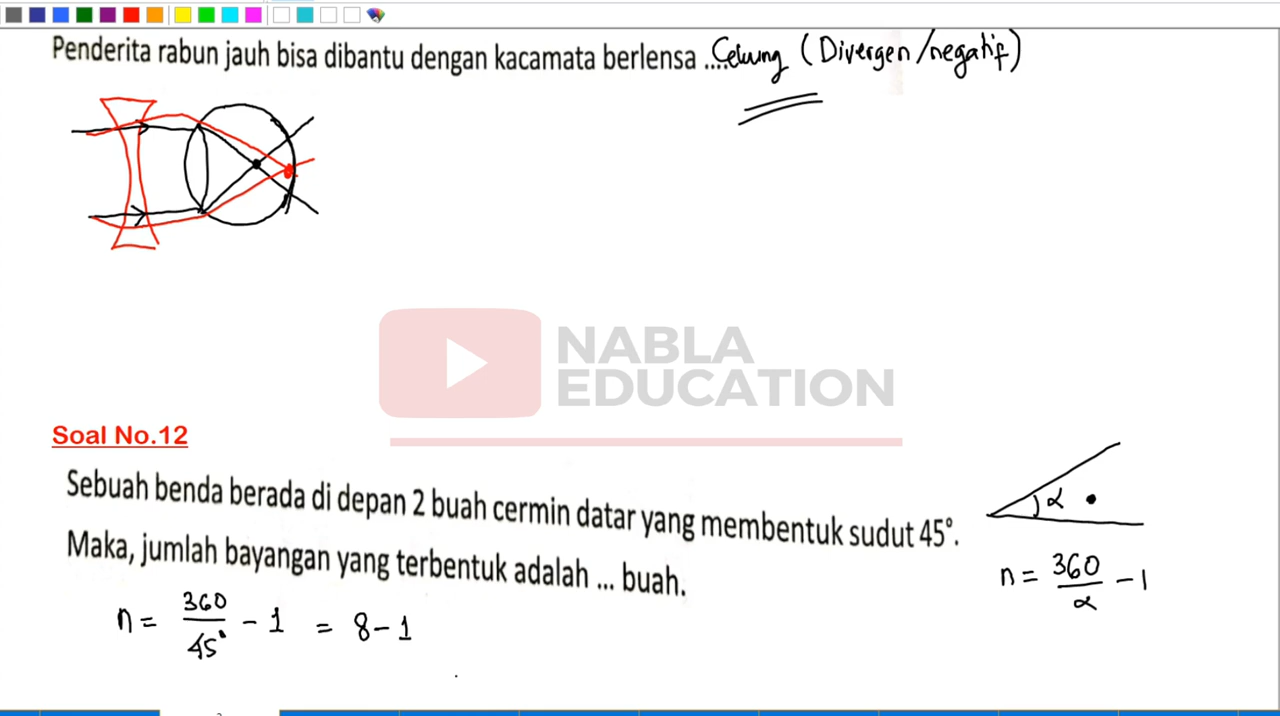 Penderita rabun jauh bisa dibantu dengan kacamata berlensa .... Cekung (Divergen/negatif)
NABLA
EDUCATION
Soal No.12
Sebuah benda berada di depan 2 buah cermin datar yang membentuk sudut 45°.
Maka, jumlah bayangan yang terbentuk adalah ... buah.
α
n = 360/α - 1
n = 360/45° - 1 = 8 - 1